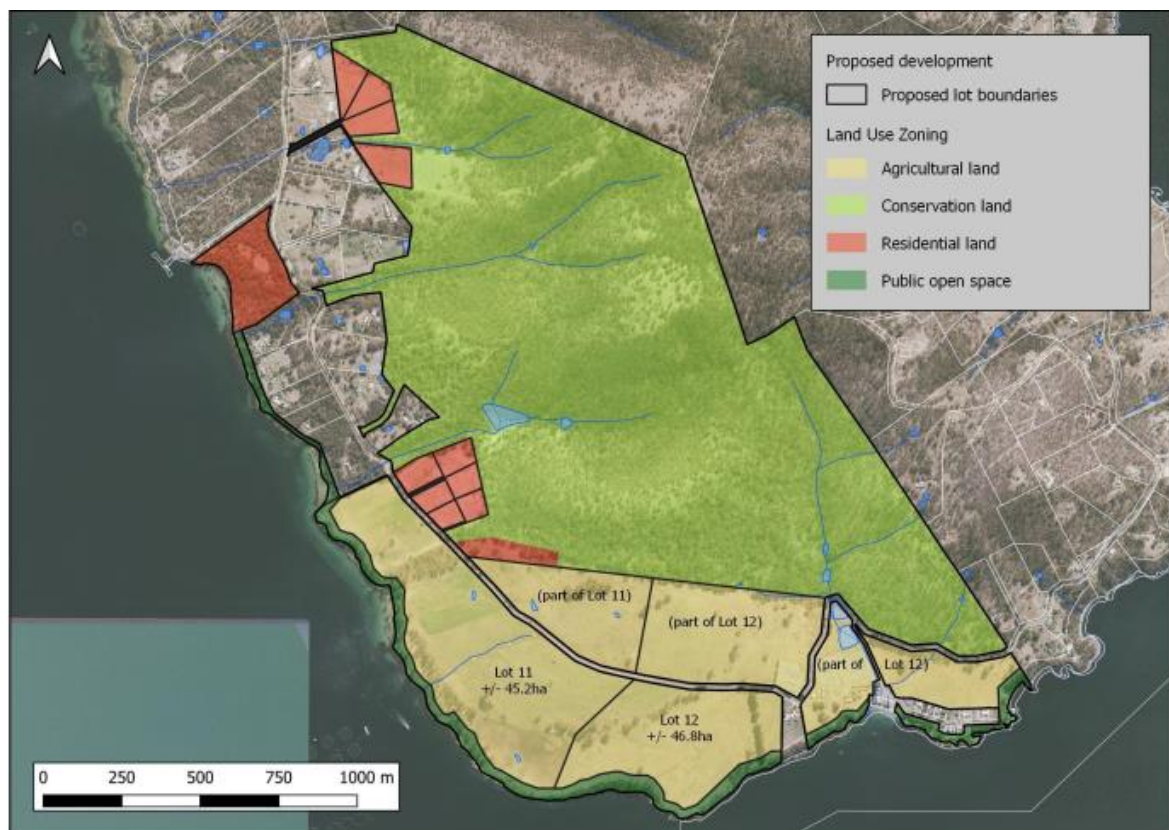 Proposed development
Proposed lot boundaries
Land Use Zoning
Agricultural land
Conservation land
Residential land
Public open space
(part of Lot 11)
(part of Lot 12)
(part of
Lot 12)
Lot 11
+/- 45.2ha
Lot 12
+/- 46.8ha
0 250 500 750 1000 m